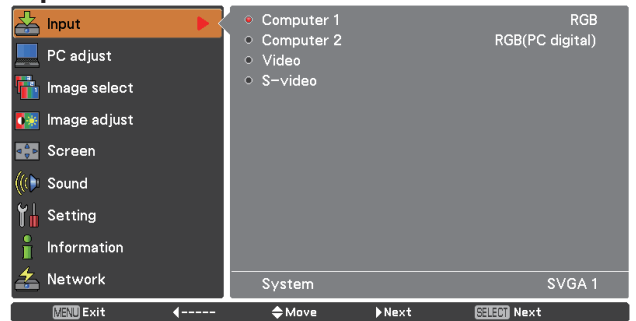 Input
PC adjust
Image select
Image adjust
Screen
Sound
Setting
Information
Network
Computer 1 RGB
Computer 2 RGB(PC digital)
Video
S-video
System SVGA 1
MENU Exit ----- Move Next SELECT Next